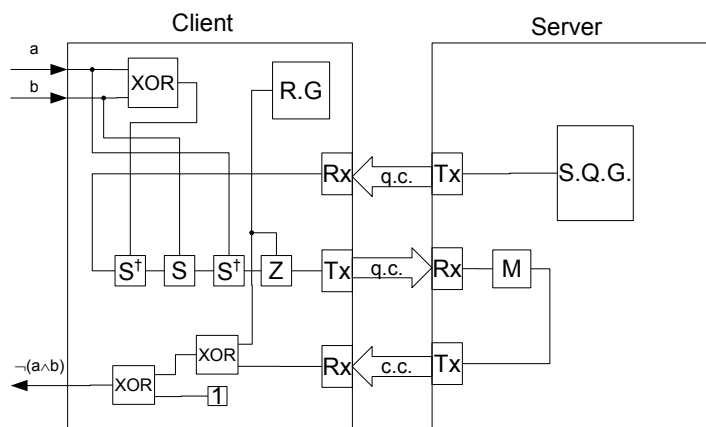 Client
Server
a
b
XOR
R.G
Rx
q.c.
Tx
S.Q.G.
S†
S
S†
Z
Tx
q.c.
Rx
M
XOR
Rx
c.c.
Tx
¬(a∧b)
XOR
1